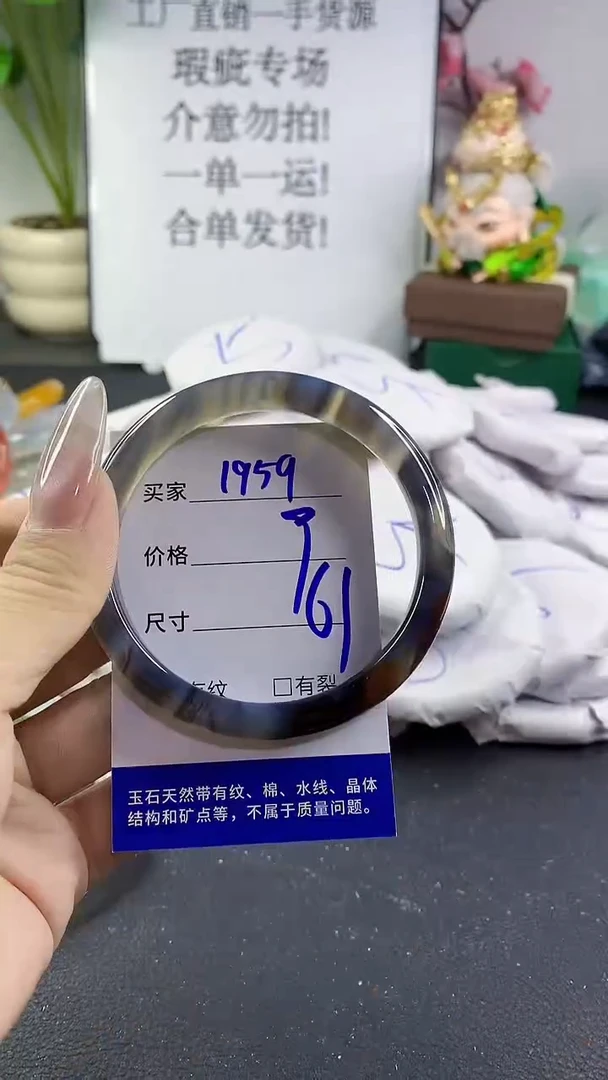 工厂直销一手货源
瑕疵专场
介意勿拍!
一单一运!
合单发货!
买家 1959
价格
尺寸 61
有纹 □有裂
玉石天然带有纹、棉、水线、晶体
结构和矿点等，不属于质量问题。